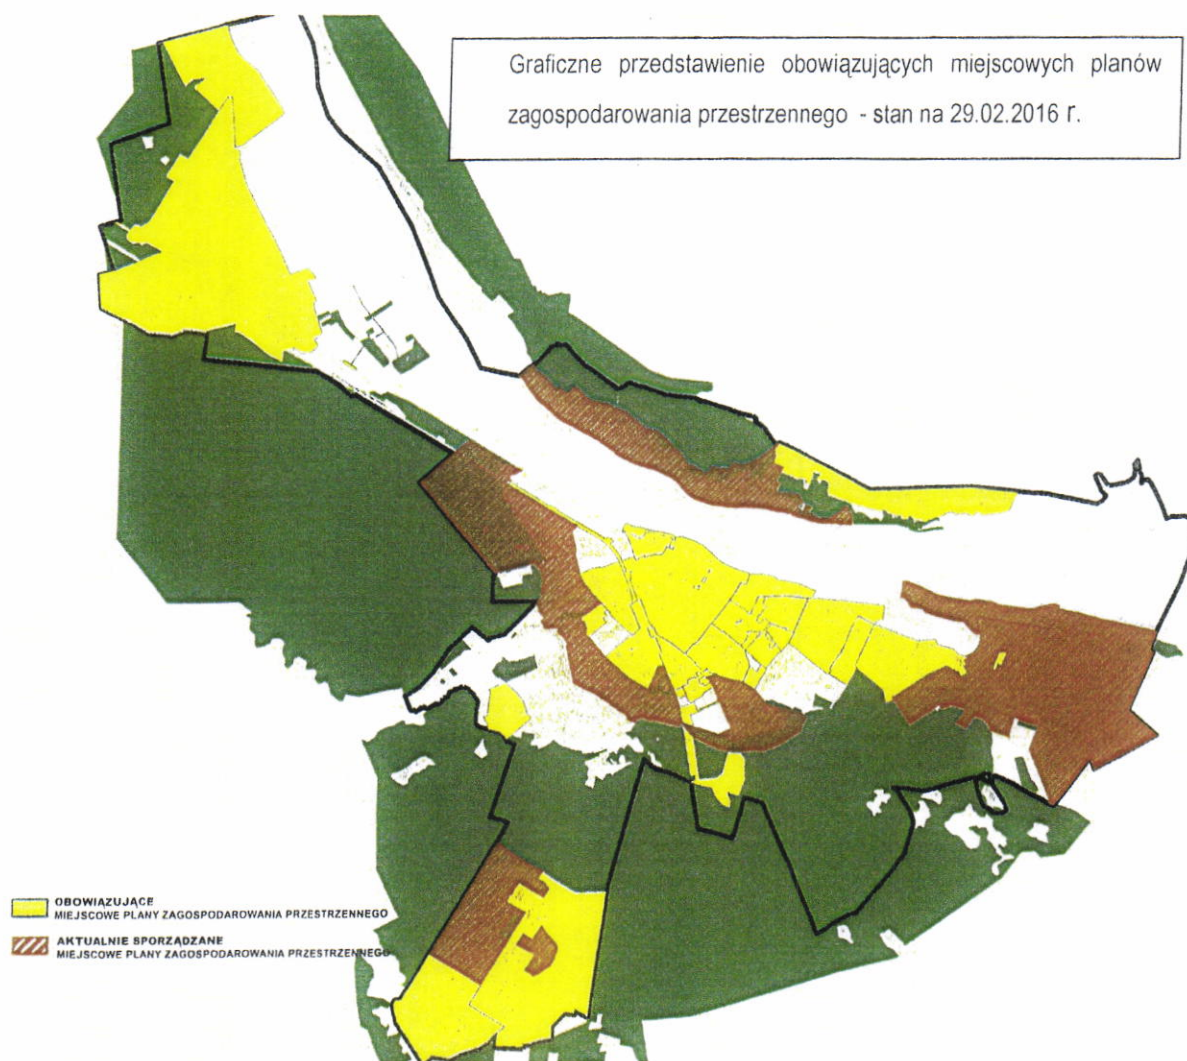 Graficzne przedstawienie obowiązujących miejscowych planów
zagospodarowania przestrzennego - stan na 29.02.2016 r.
OBOWIĄZUJĄCE
MIEJSCOWE PLANY ZAGOSPODAROWANIA PRZESTRZENNEGO
AKTUALNIE SPORZĄDZANE
MIEJSCOWE PLANY ZAGOSPODAROWANIA PRZESTRZENNEGO